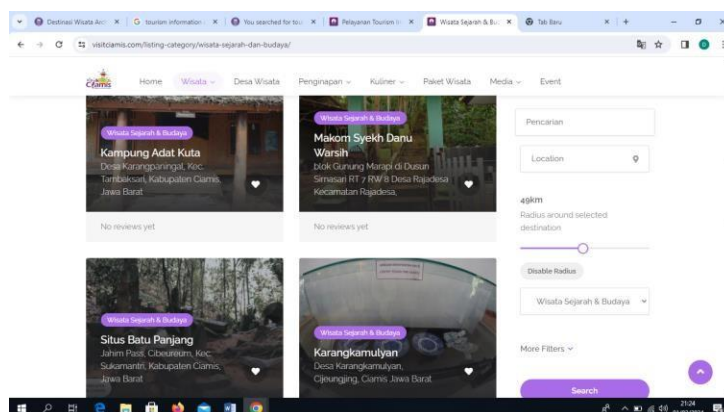 Destinasi Wisata
tourism information
You searched for tou
Pelayanan Tourism
Wisata Sejarah & Bu
Tab Baru
visitciamis.com/listing-category/wisata-sejarah-dan-budaya/
Ciamis
Home
Wisata
Desa Wisata
Penginapan
Kuliner
Paket Wisata
Media
Event
Wisata Sejarah & Budaya
Kampung Adat Kuta
Desa Karangpaningal, Kec.
Tambaksari, Kabupaten Ciamis,
Jawa Barat
No reviews yet
Wisata Sejarah & Budaya
Makom Syekh Danu
Warsih
blok Gunung Marapi di Dusun
Sirnasari RT 7 RW 8 Desa Rajadesa
Kecamatan Rajadesa,
No reviews yet
Wisata Sejarah & Budaya
Situs Batu Panjang
Jahim Pass, Cibeureum, Kec.
Sukamantri, Kabupaten Ciamis,
Jawa Barat
Wisata Sejarah & Budaya
Karangkamulyan
Desa Karangkamulyan,
Cijeungjing, Ciamis Jawa Barat
Pencarian
Location
49km
Radius around selected
destination
Disable Radius
Wisata Sejarah & Budaya
More Filters
Search
21:24